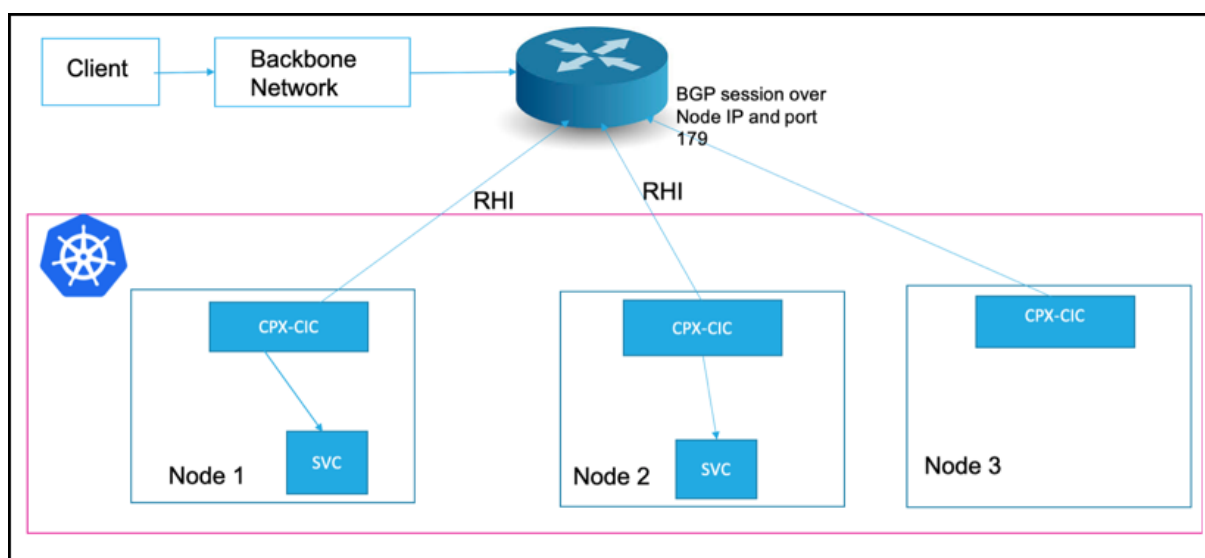 Client
Backbone
Network
BGP session over
Node IP and port
179
RHI
RHI
CPX-CIC
CPX-CIC
CPX-CIC
SVC
SVC
Node 1
Node 2
Node 3